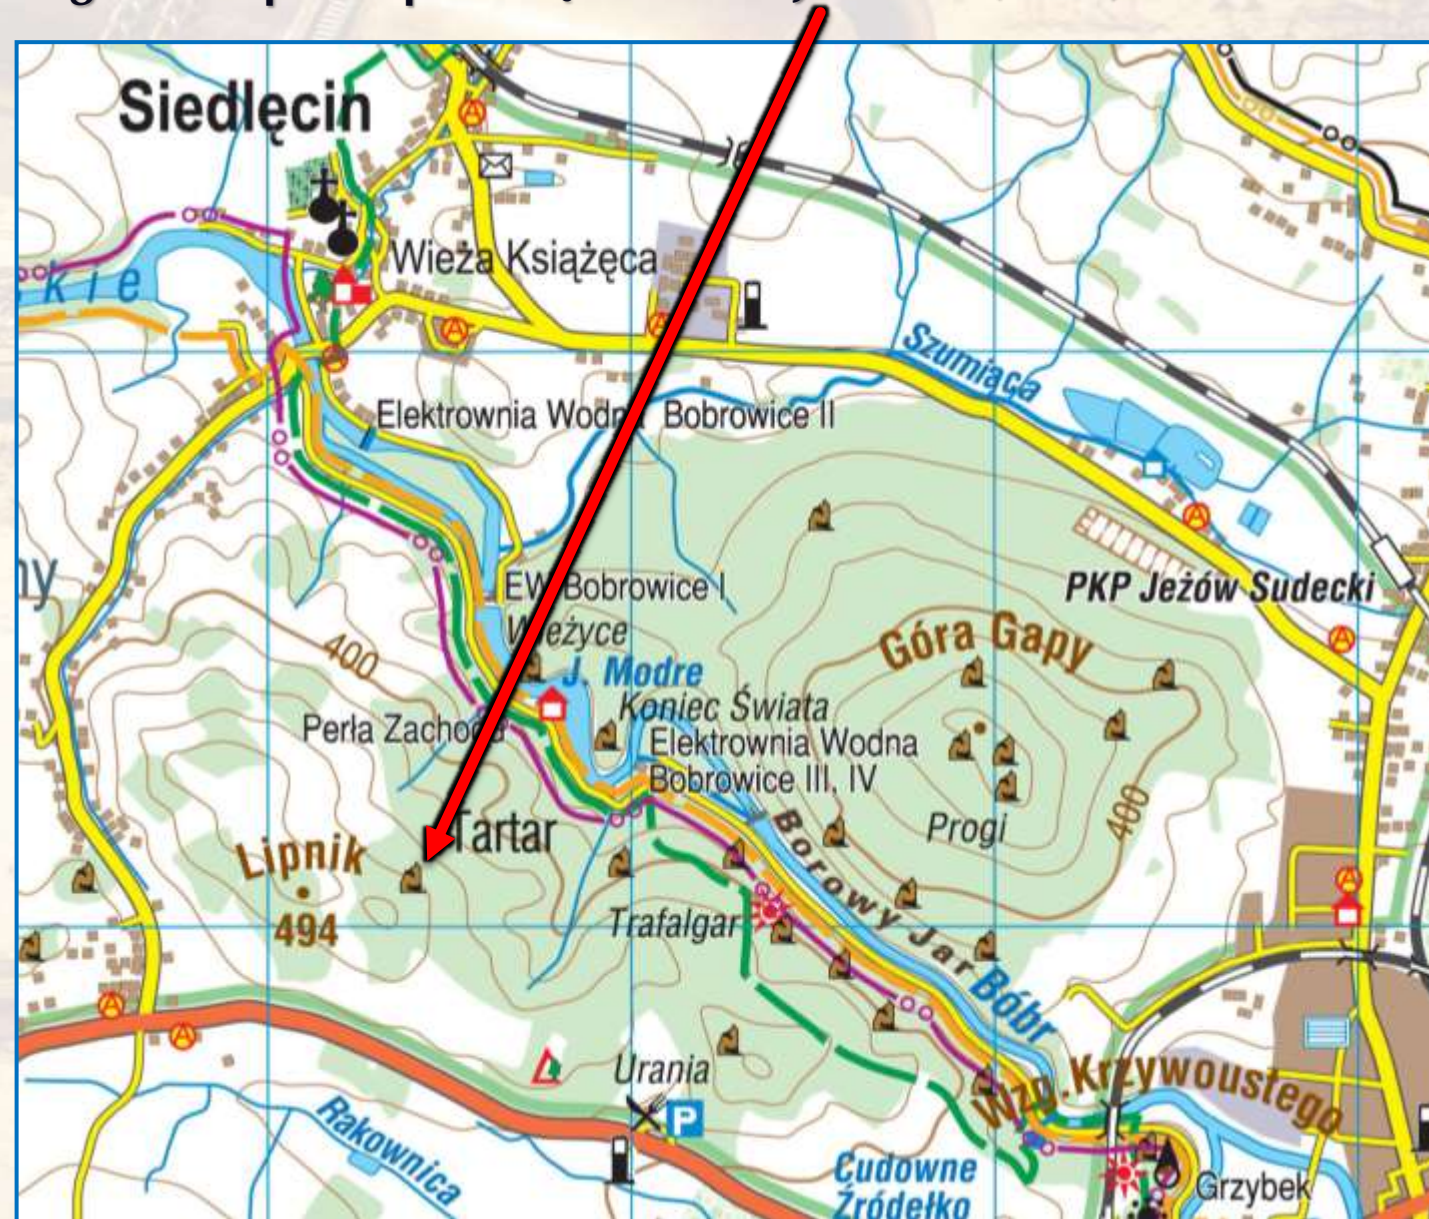 Siedlęcin
Wieża Książęca
kie
Szumiąca
Elektrownia Wodna Bobrowice II
ny
EW Bobrowice I
PKP Jeżów Sudecki
Wieżyce
Góra Gapy
400
J. Modre
Koniec Świata
Perła Zachodu
Elektrownia Wodna
Bobrowice III, IV
400
Progi
Tartar
Lipnik
494
Borowy Jar
Trafalgar
Bóbr
Urania
P
Wzg. Krzywoustego
Rakownica
Cudowne
Źródełko
Grzybek